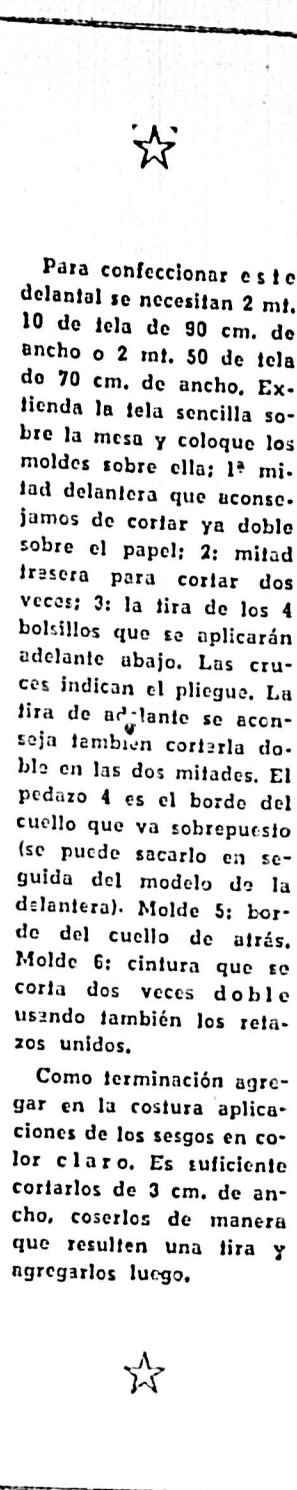 Para confeccionar este
delantal se necesitan 2 mt.
10 de tela de 90 cm. de
ancho o 2 mt. 50 de tela
de 70 cm. de ancho. Ex-
tienda la tela sencilla so-
bre la mesa y coloque los
moldes sobre ella; 1ª mi-
tad delantera que aconse-
jamos de cortar ya doble
sobre el papel; 2: mitad
trasera para cortar dos
veces; 3: la tira de los 4
bolsillos que se aplicarán
adelante abajo. Las cru-
ces indican el pliegue. La
tira de adelante se acon-
seja también cortarla do-
ble en las dos mitades. El
pedazo 4 es el borde del
cuello que va sobrepuesto
(se puede sacarlo en se-
guida del modelo de la
delantera). Molde 5: bor-
de del cuello de atrás.
Molde 6: cintura que se
corta dos veces doble
usando también los reta-
zos unidos.
Como terminación agre-
gar en la costura aplica-
ciones de los sesgos en co-
lor claro. Es suficiente
cortarlos de 3 cm. de an-
cho, coserlos de manera
que resulten una tira y
agregarlos luego.